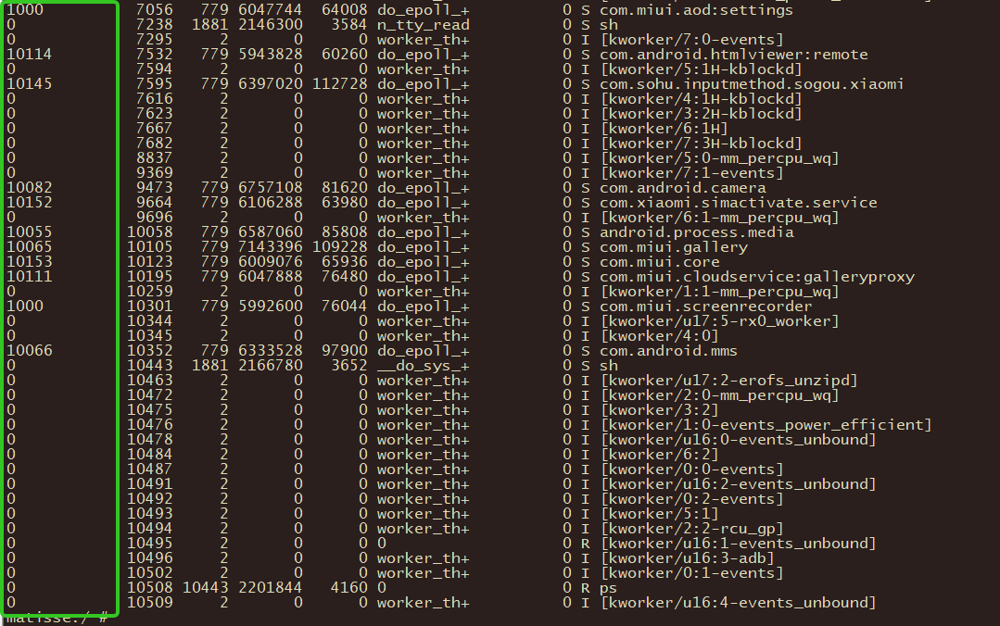 1000 7056 779 6047744 64008 do_epoll_+ 0 S com.miui.aod:settings
0 7238 1881 2146300 3584 n_tty_read 0 S sh
0 7295 2 0 0 worker_th+ 0 I [kworker/7:0-events]
10114 7532 779 5943828 60260 do_epoll_+ 0 S com.android.htmlviewer:remote
0 7594 2 0 0 worker_th+ 0 I [kworker/5:1H-kblockd]
10145 7595 779 6397020 112728 do_epoll_+ 0 S com.sohu.inputmethod.sogou.xiaomi
0 7616 2 0 0 worker_th+ 0 I [kworker/4:1H-kblockd]
0 7623 2 0 0 worker_th+ 0 I [kworker/3:2H-kblockd]
0 7667 2 0 0 worker_th+ 0 I [kworker/6:1H]
0 7682 2 0 0 worker_th+ 0 I [kworker/7:3H-kblockd]
0 8837 2 0 0 worker_th+ 0 I [kworker/5:0-mm_percpu_wq]
0 9369 2 0 0 worker_th+ 0 I [kworker/7:1-events]
10082 9473 779 6757108 81620 do_epoll_+ 0 S com.android.camera
10152 9664 779 6106288 63980 do_epoll_+ 0 S com.xiaomi.simactivate.service
0 9696 2 0 0 worker_th+ 0 I [kworker/6:1-mm_percpu_wq]
10055 10058 779 6587060 85808 do_epoll_+ 0 S android.process.media
10065 10105 779 7143396 109228 do_epoll_+ 0 S com.miui.gallery
10153 10123 779 6009076 65936 do_epoll_+ 0 S com.miui.core
10111 10195 779 6047888 76480 do_epoll_+ 0 S com.miui.cloudservice:galleryproxy
0 10259 2 0 0 worker_th+ 0 I [kworker/1:1-mm_percpu_wq]
1000 10301 779 5992600 76044 do_epoll_+ 0 S com.miui.screenrecorder
0 10344 2 0 0 worker_th+ 0 I [kworker/u17:5-rx0_worker]
0 10345 2 0 0 worker_th+ 0 I [kworker/4:0]
10066 10352 779 6333528 97900 do_epoll_+ 0 S com.android.mms
0 10443 1881 2166780 3652 __do_sys_+ 0 S sh
0 10463 2 0 0 worker_th+ 0 I [kworker/u17:2-erofs_unzipd]
0 10472 2 0 0 worker_th+ 0 I [kworker/2:0-mm_percpu_wq]
0 10475 2 0 0 worker_th+ 0 I [kworker/3:2]
0 10476 2 0 0 worker_th+ 0 I [kworker/1:0-events_power_efficient]
0 10478 2 0 0 worker_th+ 0 I [kworker/u16:0-events_unbound]
0 10484 2 0 0 worker_th+ 0 I [kworker/6:2]
0 10487 2 0 0 worker_th+ 0 I [kworker/0:0-events]
0 10491 2 0 0 worker_th+ 0 I [kworker/u16:2-events_unbound]
0 10492 2 0 0 worker_th+ 0 I [kworker/0:2-events]
0 10493 2 0 0 worker_th+ 0 I [kworker/5:1]
0 10494 2 0 0 worker_th+ 0 I [kworker/2:2-rcu_gp]
0 10495 2 0 0 0 0 R [kworker/u16:1-events_unbound]
0 10496 2 0 0 worker_th+ 0 I [kworker/u16:3-adb]
0 10502 2 0 0 worker_th+ 0 I [kworker/0:1-events]
0 10508 10443 2201844 4160 0 0 R ps
0 10509 2 0 0 worker_th+ 0 I [kworker/u16:4-events_unbound]
matisse:/ #